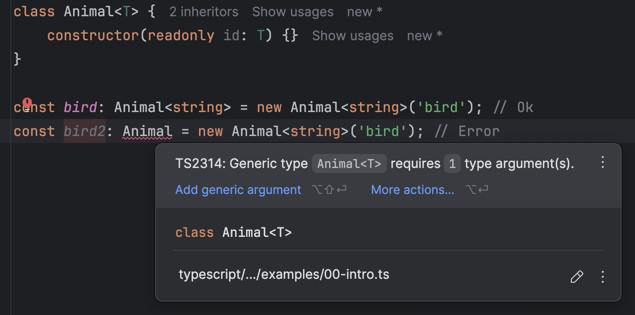 class Animal<T> {  2 inheritors  Show usages  new *
    constructor(readonly id: T) {}  Show usages  new *
}
const bird: Animal<string> = new Animal<string>('bird'); // Ok
const bird2: Animal = new Animal<string>('bird'); // Error
TS2314: Generic type Animal<T> requires 1 type argument(s).
Add generic argument ⌥⇧⏎  More actions... ⌥⏎
class Animal<T>
typescript/.../examples/00-intro.ts